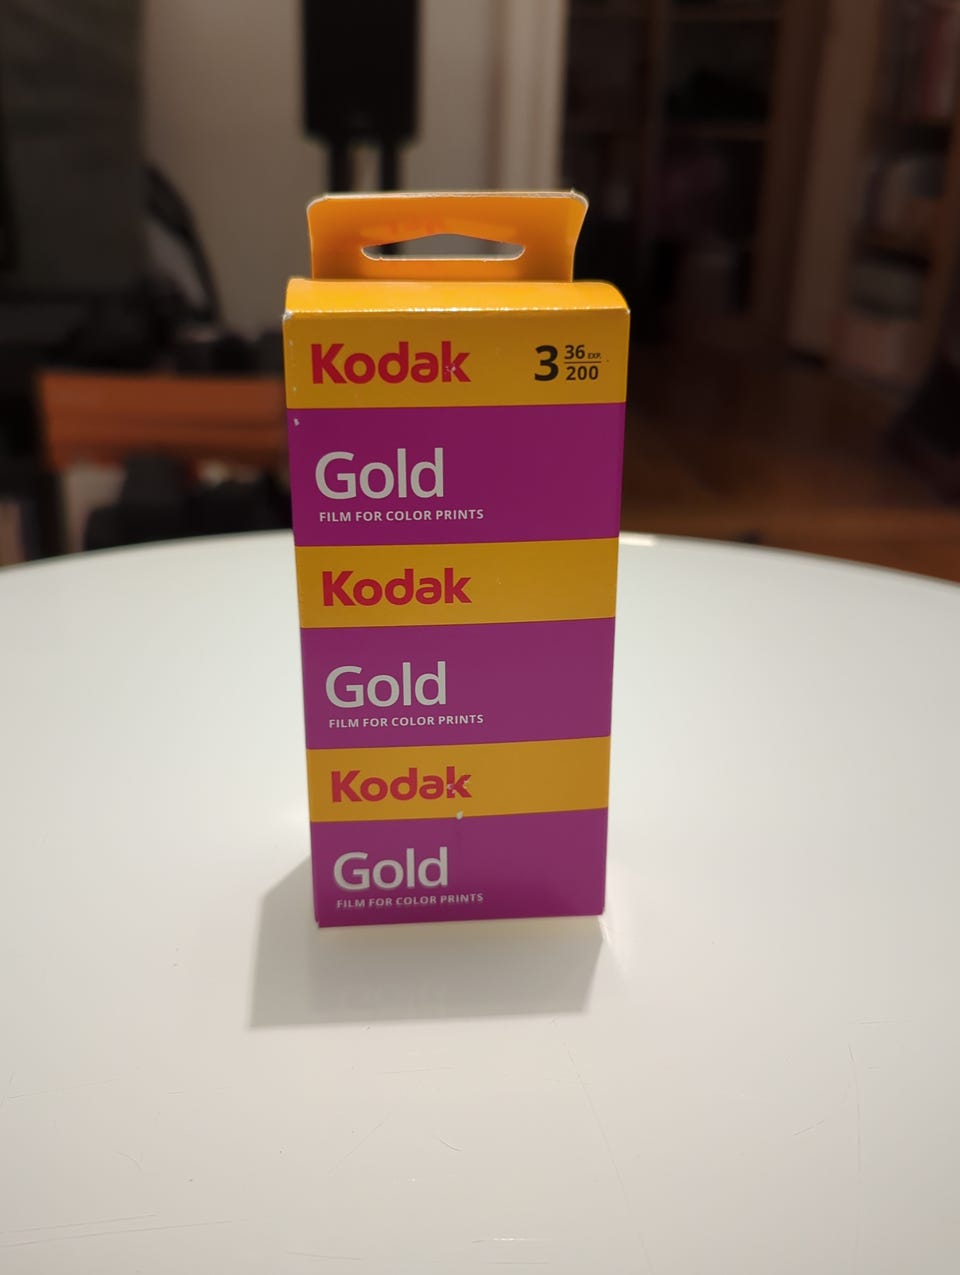 Kodak
3 36 EXP.
200
Gold
FILM FOR COLOR PRINTS
Kodak
Gold
FILM FOR COLOR PRINTS
Kodak
Gold
FILM FOR COLOR PRINTS